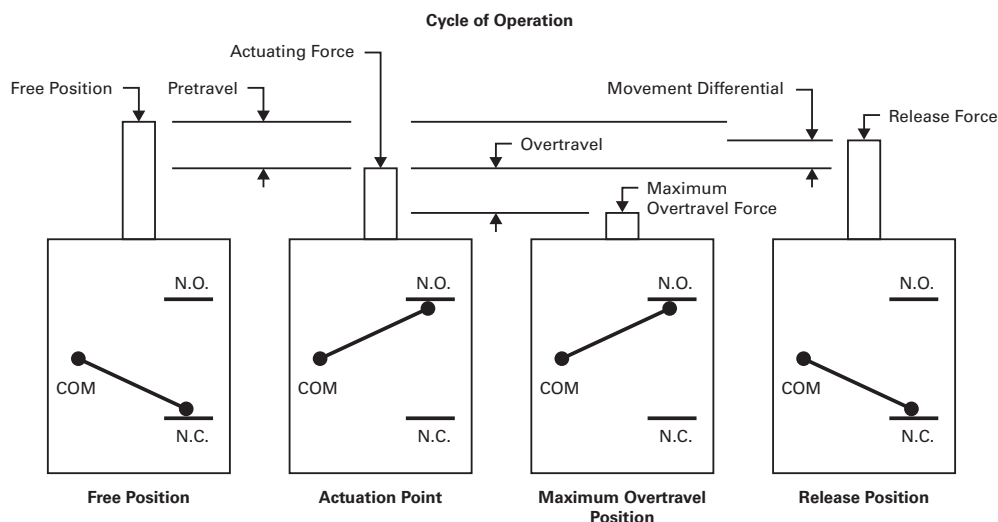 Cycle of Operation
Actuating Force
Free Position
Pretravel
Movement Differential
Release Force
Overtravel
Maximum
Overtravel Force
N.O.
COM
N.C.
N.O.
COM
N.C.
N.O.
COM
N.C.
N.O.
COM
N.C.
Free Position
Actuation Point
Maximum Overtravel
Position
Release Position